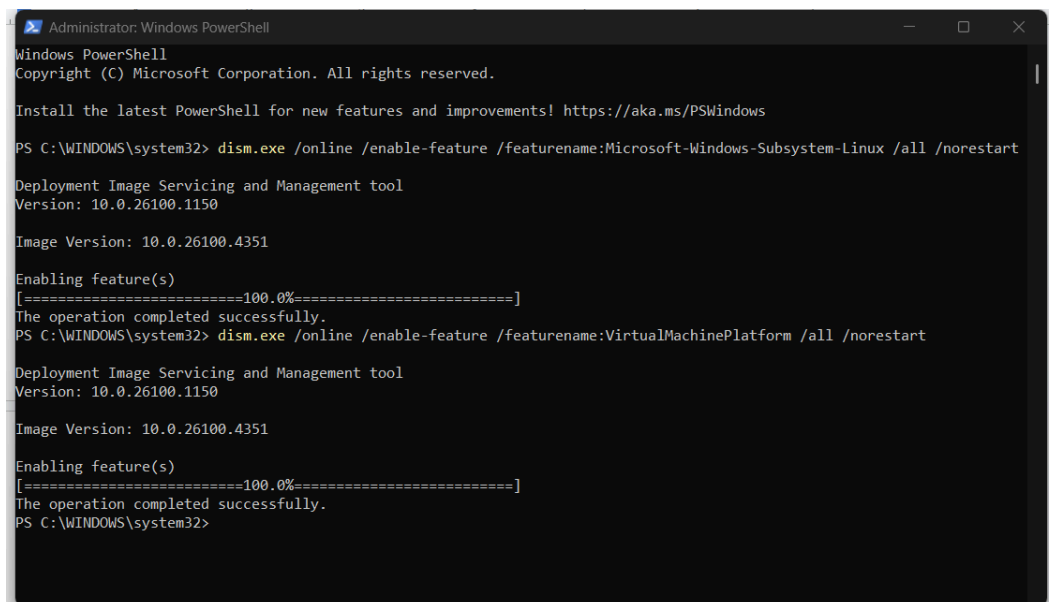 Administrator: Windows PowerShell
Windows PowerShell
Copyright (C) Microsoft Corporation. All rights reserved.
Install the latest PowerShell for new features and improvements! https://aka.ms/PSWindows
PS C:\WINDOWS\system32> dism.exe /online /enable-feature /featurename:Microsoft-Windows-Subsystem-Linux /all /norestart
Deployment Image Servicing and Management tool
Version: 10.0.26100.1150
Image Version: 10.0.26100.4351
Enabling feature(s)
[==========================100.0%==========================]
The operation completed successfully.
PS C:\WINDOWS\system32> dism.exe /online /enable-feature /featurename:VirtualMachinePlatform /all /norestart
Deployment Image Servicing and Management tool
Version: 10.0.26100.1150
Image Version: 10.0.26100.4351
Enabling feature(s)
[==========================100.0%==========================]
The operation completed successfully.
PS C:\WINDOWS\system32>